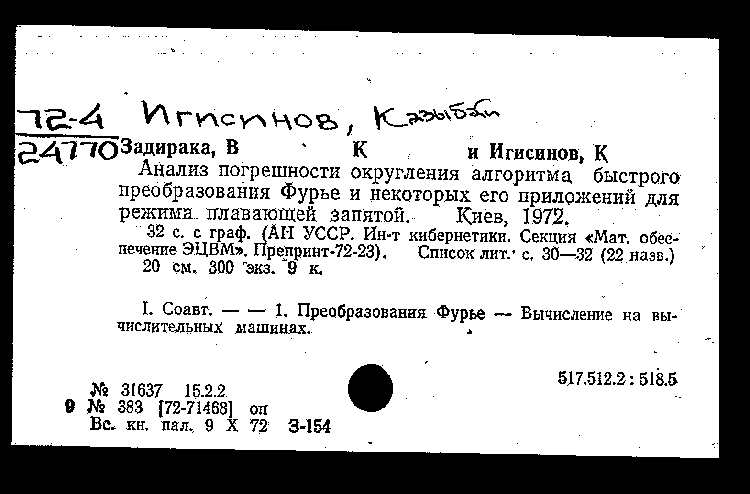 72-4 Игисинов, Казыбай
24770 Задирака, В К и Игисинов, К
Анализ погрешности округления алгоритма быстрого
преобразования Фурье и некоторых его приложений для
режима плавающей запятой. Киев, 1972.
32 с. с граф. (АН УССР. Ин-т кибернетики. Секция «Мат. обес-
печение ЭЦВМ». Препринт-72-23). Список лит. с. 30—32 (22 назв.)
20 см. 300 экз. 9 к.
I. Соавт. — — 1. Преобразования Фурье — Вычисление на вы-
числительных машинах.
517.512.2 : 518.5
№ 31637 15.2.2
9 № 383 [72-71468] оп
Вс. кн. пал. 9 X 72 З-154